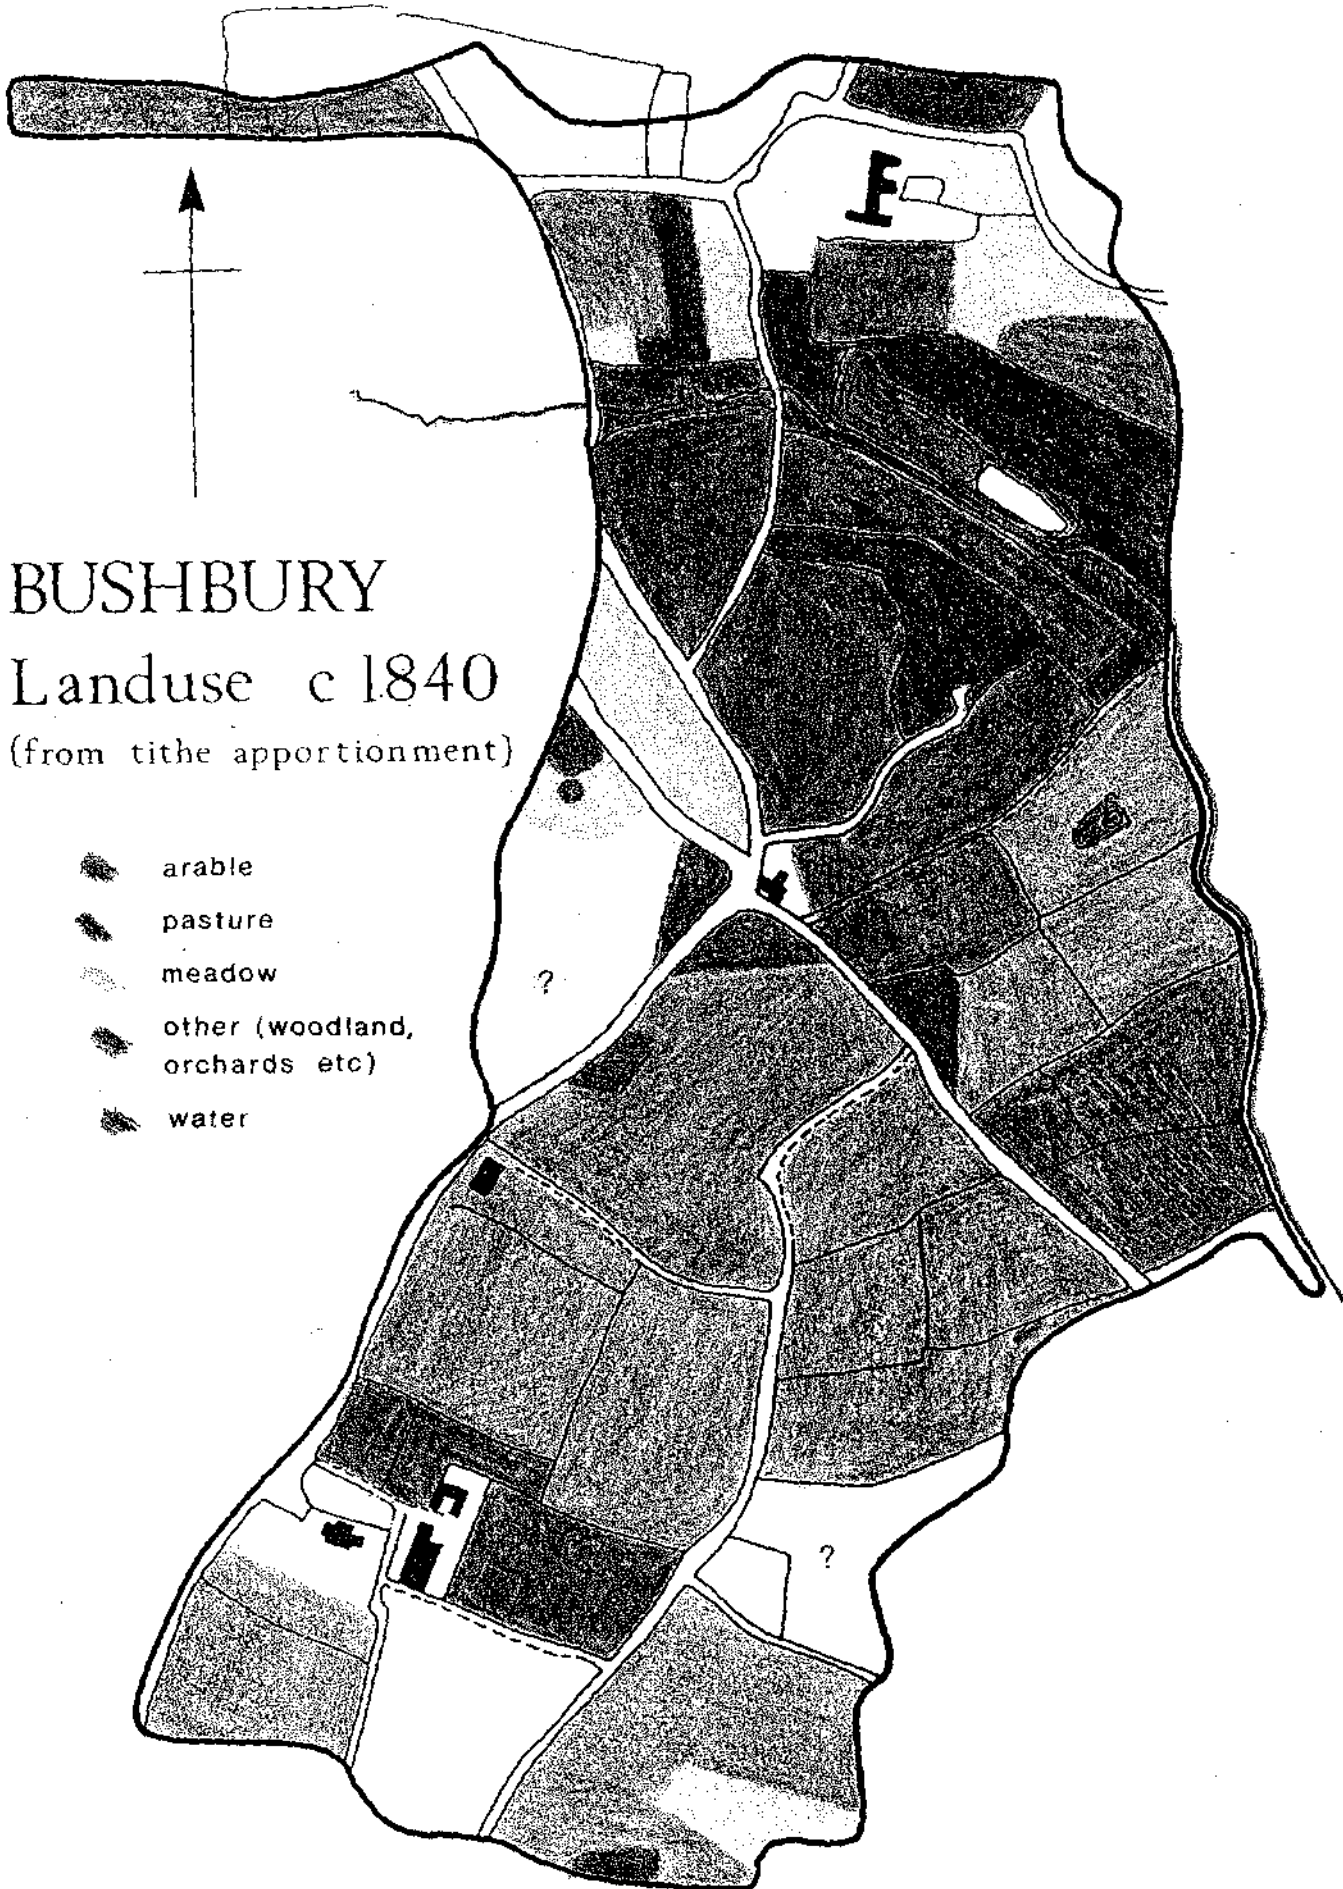 BUSHBURY
Landuse c 1840
(from tithe apportionment)
arable
pasture
meadow
other (woodland,
orchards etc)
water
?
?